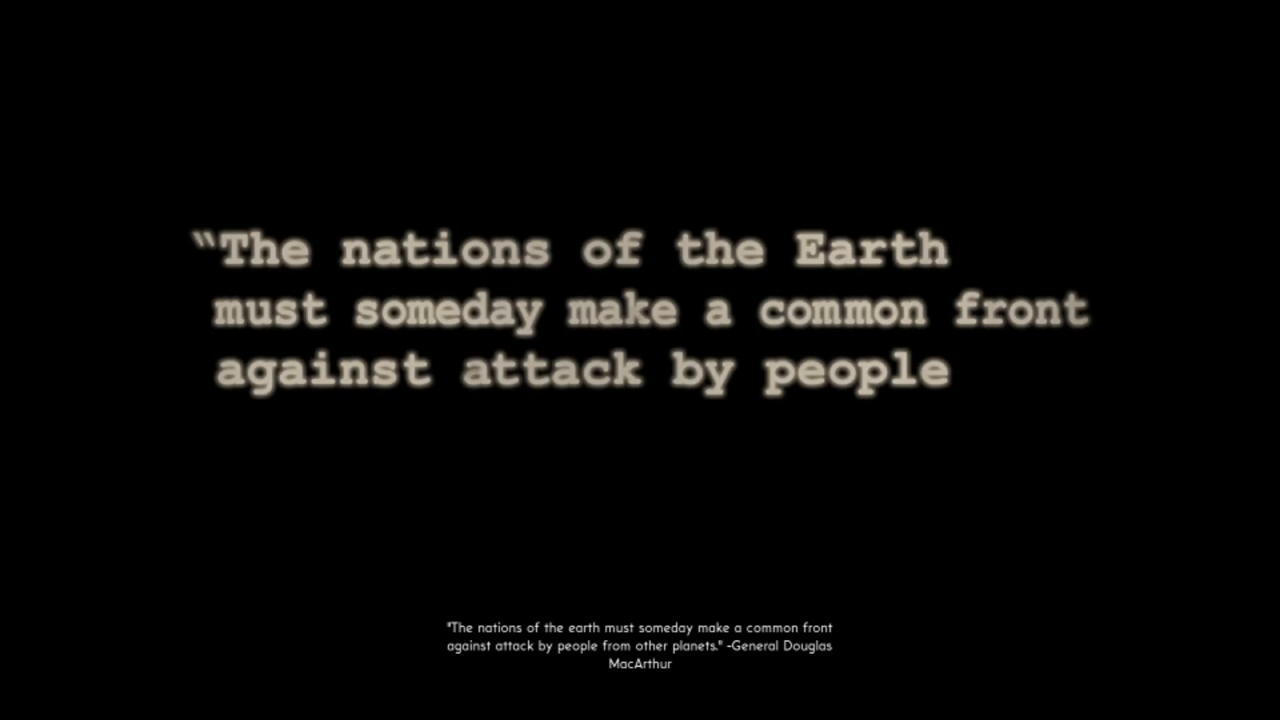 “The nations of the Earth
must someday make a common front
against attack by people
"The nations of the earth must someday make a common front
against attack by people from other planets." -General Douglas
MacArthur